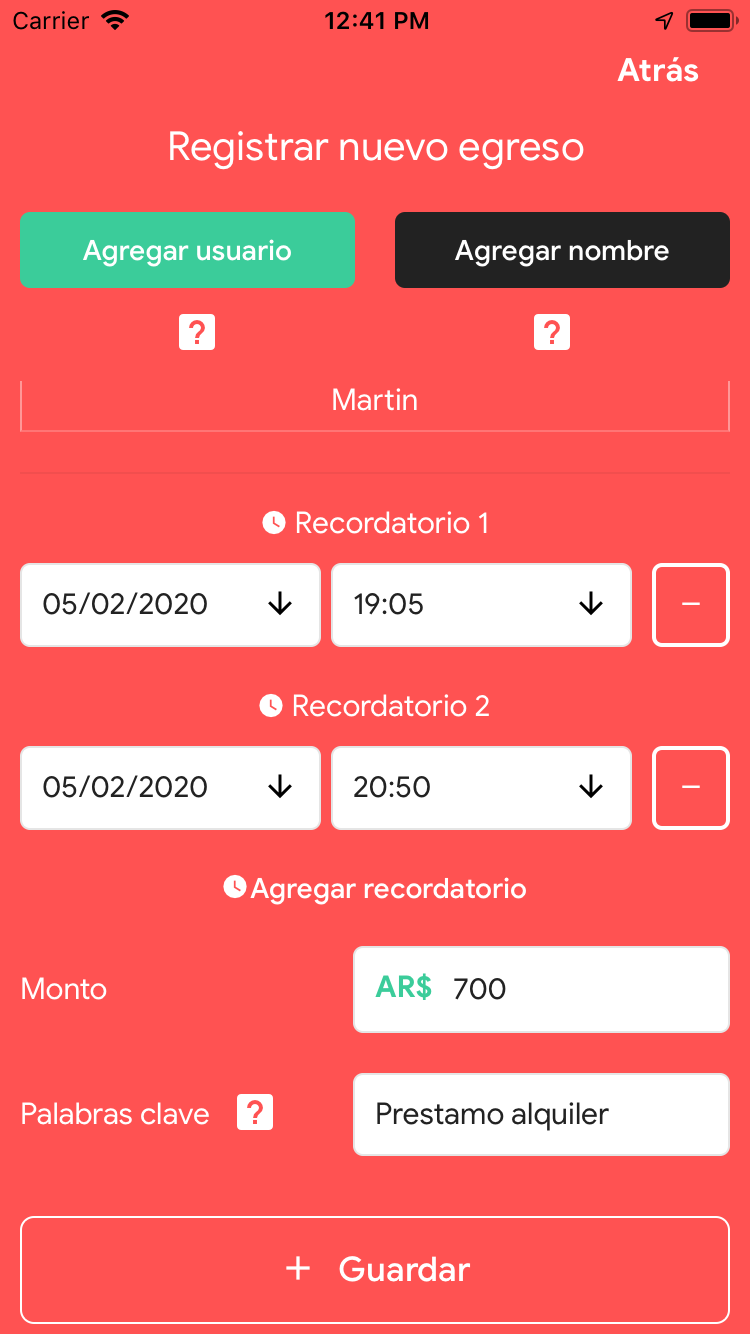 Carrier 12:41 PM
Atrás
Registrar nuevo egreso
Agregar usuario Agregar nombre
? ?
Martin
Recordatorio 1
05/02/2020 19:05
Recordatorio 2
05/02/2020 20:50
Agregar recordatorio
Monto AR$ 700
Palabras clave ? Prestamo alquiler
+ Guardar